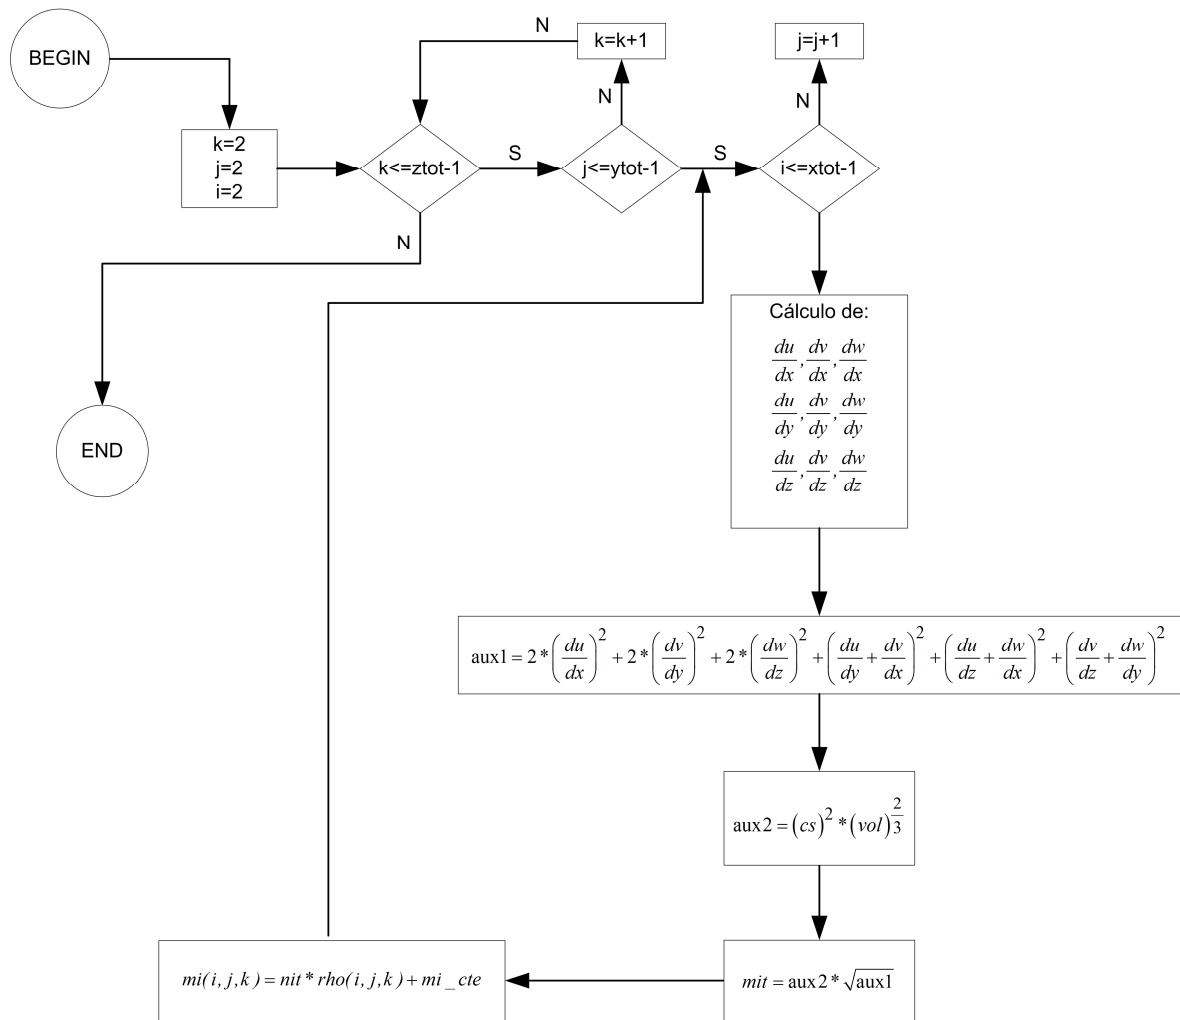 BEGIN
k=2
j=2
i=2
k<=ztot-1
N
k=k+1
N
S
j<=ytot-1
S
j=j+1
N
i<=xtot-1
N
END
Cálculo de:
du/dx, dv/dx, dw/dx
du/dy, dv/dy, dw/dy
du/dz, dv/dz, dw/dz
aux1 = 2*(du/dx)^2 + 2*(dv/dy)^2 + 2*(dw/dz)^2 + (du/dy + dv/dx)^2 + (du/dz + dw/dx)^2 + (dv/dz + dw/dy)^2
aux2 = (cs)^2 * (vol)^(2/3)
mit = aux2 * √aux1
mi(i, j, k) = nit * rho(i, j, k) + mi_cte